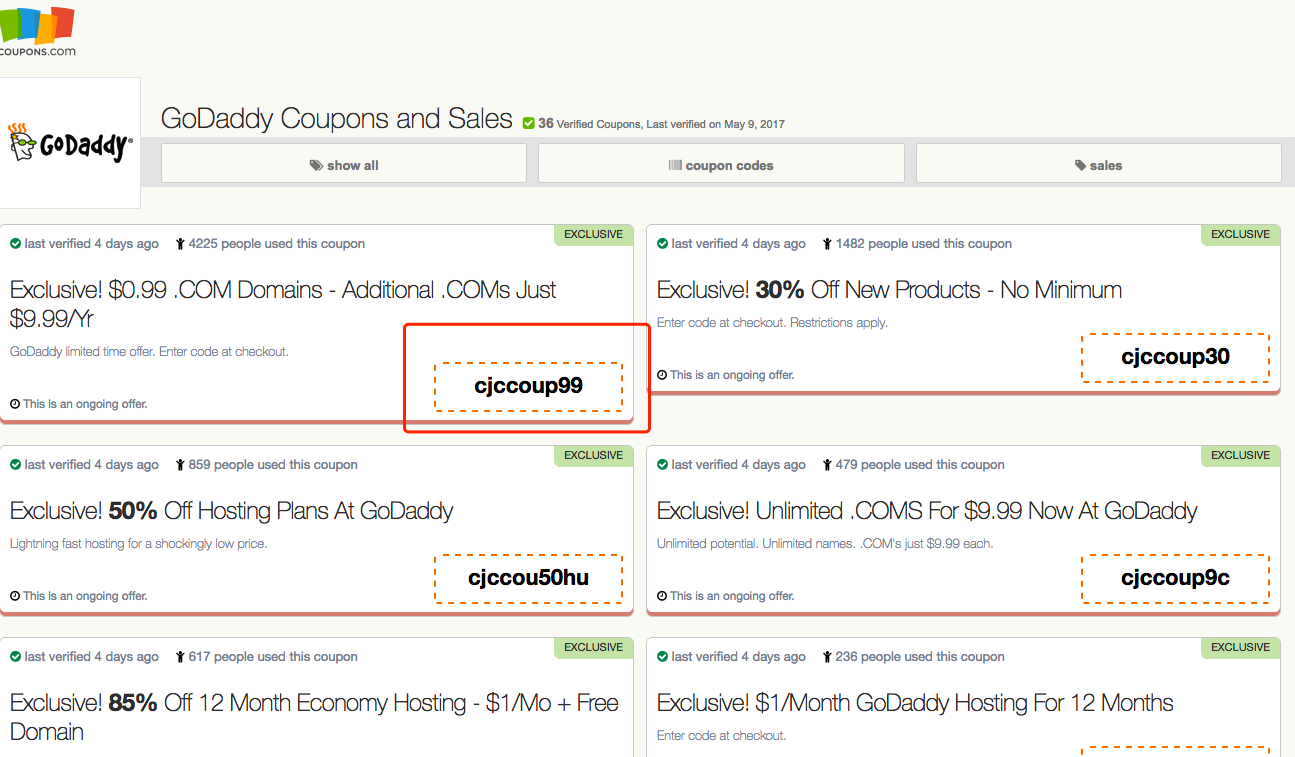 COUPONS.com
GoDaddy
GoDaddy Coupons and Sales 36 Verified Coupons, Last verified on May 9, 2017
show all
coupon codes
sales
last verified 4 days ago 4225 people used this coupon EXCLUSIVE
Exclusive! $0.99 .COM Domains - Additional .COMs Just
$9.99/Yr
GoDaddy limited time offer. Enter code at checkout.
cjccoup99
This is an ongoing offer.
last verified 4 days ago 1482 people used this coupon EXCLUSIVE
Exclusive! 30% Off New Products - No Minimum
Enter code at checkout. Restrictions apply.
cjccoup30
This is an ongoing offer.
last verified 4 days ago 859 people used this coupon EXCLUSIVE
Exclusive! 50% Off Hosting Plans At GoDaddy
Lightning fast hosting for a shockingly low price.
cjccou50hu
This is an ongoing offer.
last verified 4 days ago 479 people used this coupon EXCLUSIVE
Exclusive! Unlimited .COMS For $9.99 Now At GoDaddy
Unlimited potential. Unlimited names. .COM's just $9.99 each.
cjccoup9c
This is an ongoing offer.
last verified 4 days ago 617 people used this coupon EXCLUSIVE
Exclusive! 85% Off 12 Month Economy Hosting - $1/Mo + Free
Domain
last verified 4 days ago 236 people used this coupon EXCLUSIVE
Exclusive! $1/Month GoDaddy Hosting For 12 Months
Enter code at checkout.